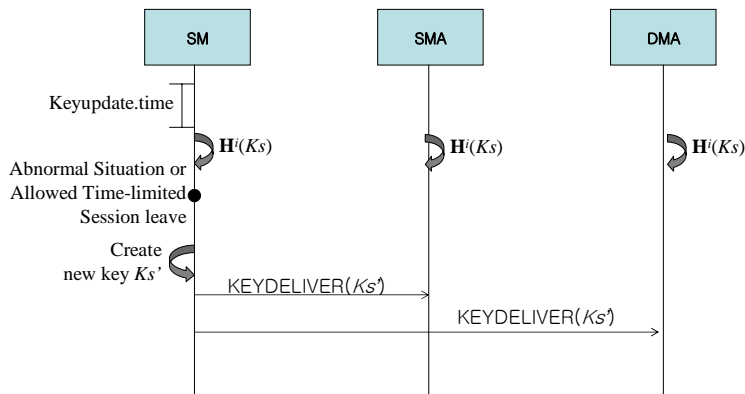 SM
SMA
DMA
Keyupdate.time
Hⁱ(Ks)
Hⁱ(Ks)
Hⁱ(Ks)
Abnormal Situation or
Allowed Time-limited
Session leave
Create
new key Ks’
KEYDELIVER(Ks’)
KEYDELIVER(Ks’)